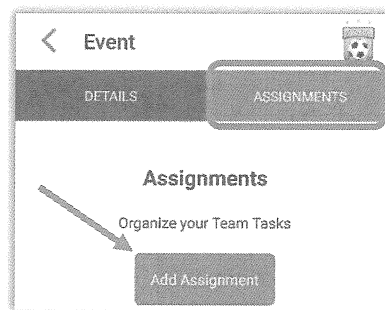 Event
DETAILS
ASSIGNMENTS
Assignments
Organize your Team Tasks
Add Assignment